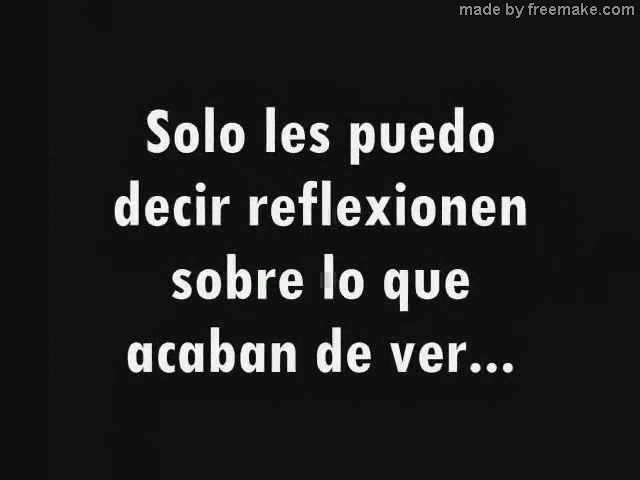 made by freemake.com
Solo les puedo
decir reflexionen
sobre lo que
acaban de ver...